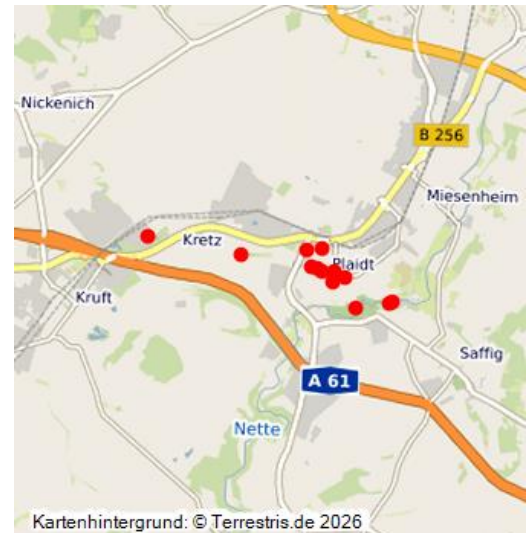 Nickenich
B 256
Miesenheim
Kretz
Plaidt
Kruft
Saffig
A 61
Nette
Kartenhintergrund: © Terrestris.de 2026